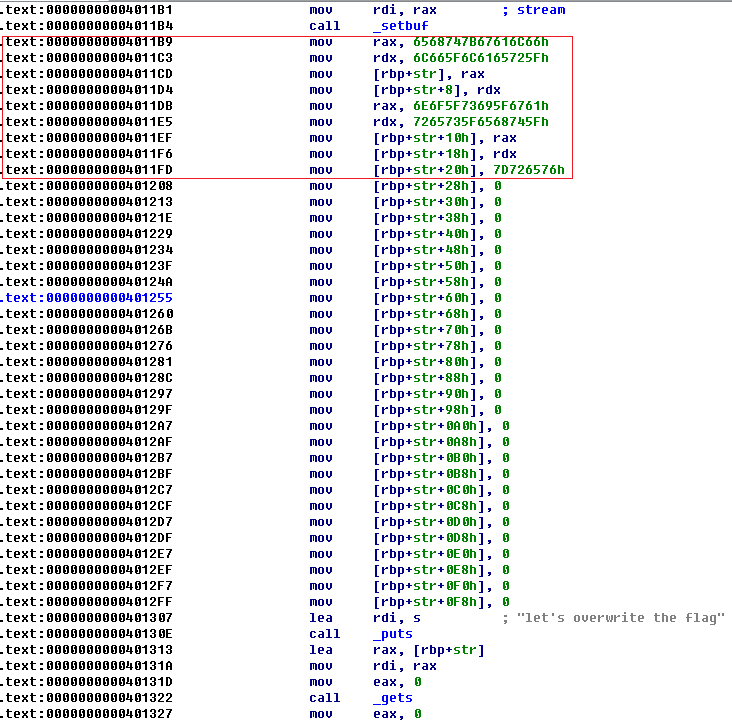 .text:00000000004011B1 mov rdi, rax ; stream
.text:00000000004011B4 call _setbuf
.text:00000000004011B9 mov rax, 6568747B67616C66h
.text:00000000004011C3 mov rdx, 6C665F6C6165725Fh
.text:00000000004011CD mov [rbp+str], rax
.text:00000000004011D4 mov [rbp+str+8], rdx
.text:00000000004011DB mov rax, 6E6F5F73695F6761h
.text:00000000004011E5 mov rdx, 7265735F6568745Fh
.text:00000000004011EF mov [rbp+str+10h], rax
.text:00000000004011F6 mov [rbp+str+18h], rdx
.text:00000000004011FD mov [rbp+str+20h], 7D726576h
.text:0000000000401208 mov [rbp+str+28h], 0
.text:0000000000401213 mov [rbp+str+30h], 0
.text:000000000040121E mov [rbp+str+38h], 0
.text:0000000000401229 mov [rbp+str+40h], 0
.text:0000000000401234 mov [rbp+str+48h], 0
.text:000000000040123F mov [rbp+str+50h], 0
.text:000000000040124A mov [rbp+str+58h], 0
.text:0000000000401255 mov [rbp+str+60h], 0
.text:0000000000401260 mov [rbp+str+68h], 0
.text:000000000040126B mov [rbp+str+70h], 0
.text:0000000000401276 mov [rbp+str+78h], 0
.text:0000000000401281 mov [rbp+str+80h], 0
.text:000000000040128C mov [rbp+str+88h], 0
.text:0000000000401297 mov [rbp+str+90h], 0
.text:000000000040129F mov [rbp+str+98h], 0
.text:00000000004012A7 mov [rbp+str+0A0h], 0
.text:00000000004012AF mov [rbp+str+0A8h], 0
.text:00000000004012B7 mov [rbp+str+0B0h], 0
.text:00000000004012BF mov [rbp+str+0B8h], 0
.text:00000000004012C7 mov [rbp+str+0C0h], 0
.text:00000000004012CF mov [rbp+str+0C8h], 0
.text:00000000004012D7 mov [rbp+str+0D0h], 0
.text:00000000004012DF mov [rbp+str+0D8h], 0
.text:00000000004012E7 mov [rbp+str+0E0h], 0
.text:00000000004012EF mov [rbp+str+0E8h], 0
.text:00000000004012F7 mov [rbp+str+0F0h], 0
.text:00000000004012FF mov [rbp+str+0F8h], 0
.text:0000000000401307 lea rdi, s ; "let's overwrite the flag"
.text:000000000040130E call _puts
.text:0000000000401313 lea rax, [rbp+str]
.text:000000000040131A mov rdi, rax
.text:000000000040131D mov eax, 0
.text:0000000000401322 call _gets
.text:0000000000401327 mov eax, 0